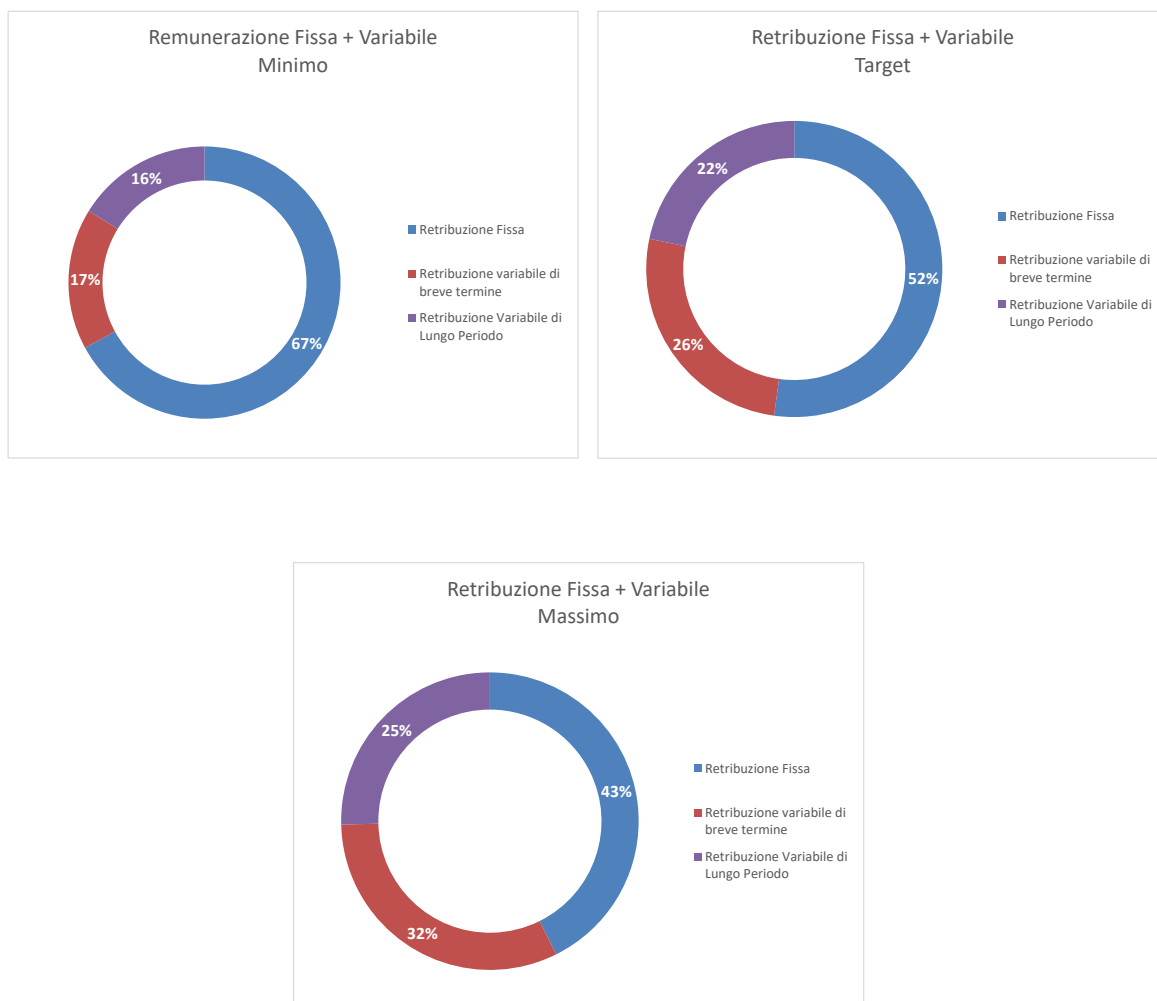 Remunerazione Fissa + Variabile
Minimo
16%
17%
67%
Retribuzione Fissa
Retribuzione variabile di
breve termine
Retribuzione Variabile di
Lungo Periodo
Retribuzione Fissa + Variabile
Target
22%
52%
26%
Retribuzione Fissa
Retribuzione variabile di
breve termine
Retribuzione Variabile di
Lungo Periodo
Retribuzione Fissa + Variabile
Massimo
25%
43%
32%
Retribuzione Fissa
Retribuzione variabile di
breve termine
Retribuzione Variabile di
Lungo Periodo